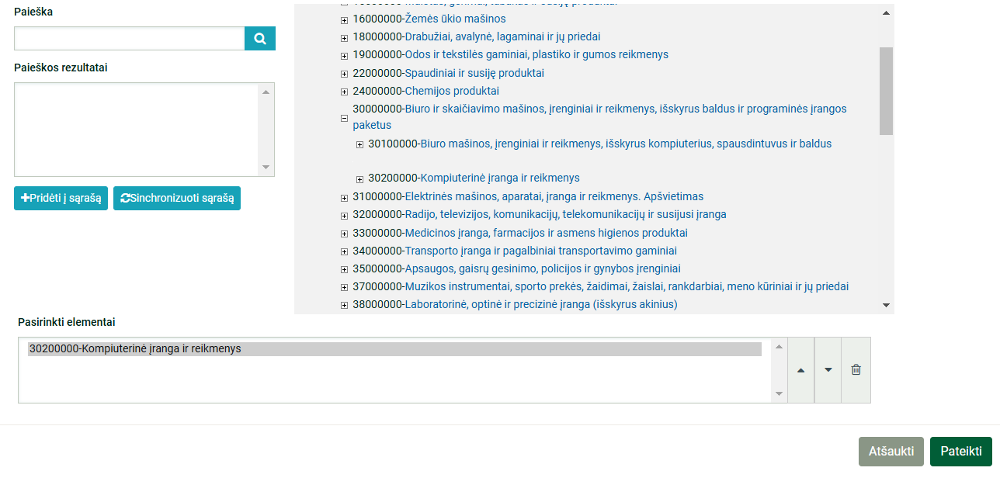 Paieška
Paieškos rezultatai
Pridėti į sąrašą
Sinchronizuoti sąrašą
16000000-Žemės ūkio mašinos
18000000-Drabužiai, avalynė, lagaminai ir jų priedai
19000000-Odos ir tekstilės gaminiai, plastiko ir gumos reikmenys
22000000-Spaudiniai ir susiję produktai
24000000-Chemijos produktai
30000000-Biuro ir skaičiavimo mašinos, įrenginiai ir reikmenys, išskyrus baldus ir programinės įrangos
paketus
30100000-Biuro mašinos, įrenginiai ir reikmenys, išskyrus kompiuterius, spausdintuvus ir baldus
30200000-Kompiuterinė įranga ir reikmenys
31000000-Elektrinės mašinos, aparatai, įranga ir reikmenys. Apšvietimas
32000000-Radijo, televizijos, komunikacijų, telekomunikacijų ir susijusi įranga
33000000-Medicinos įranga, farmacijos ir asmens higienos produktai
34000000-Transporto įranga ir pagalbiniai transportavimo gaminiai
35000000-Apsaugos, gaisrų gesinimo, policijos ir gynybos įrenginiai
37000000-Muzikos instrumentai, sporto prekės, žaidimai, žaislai, rankdarbiai, meno kūriniai ir jų priedai
38000000-Laboratorinė, optinė ir precizinė įranga (išskyrus akinius)
Pasirinkti elementai
30200000-Kompiuterinė įranga ir reikmenys
Atšaukti
Pateikti